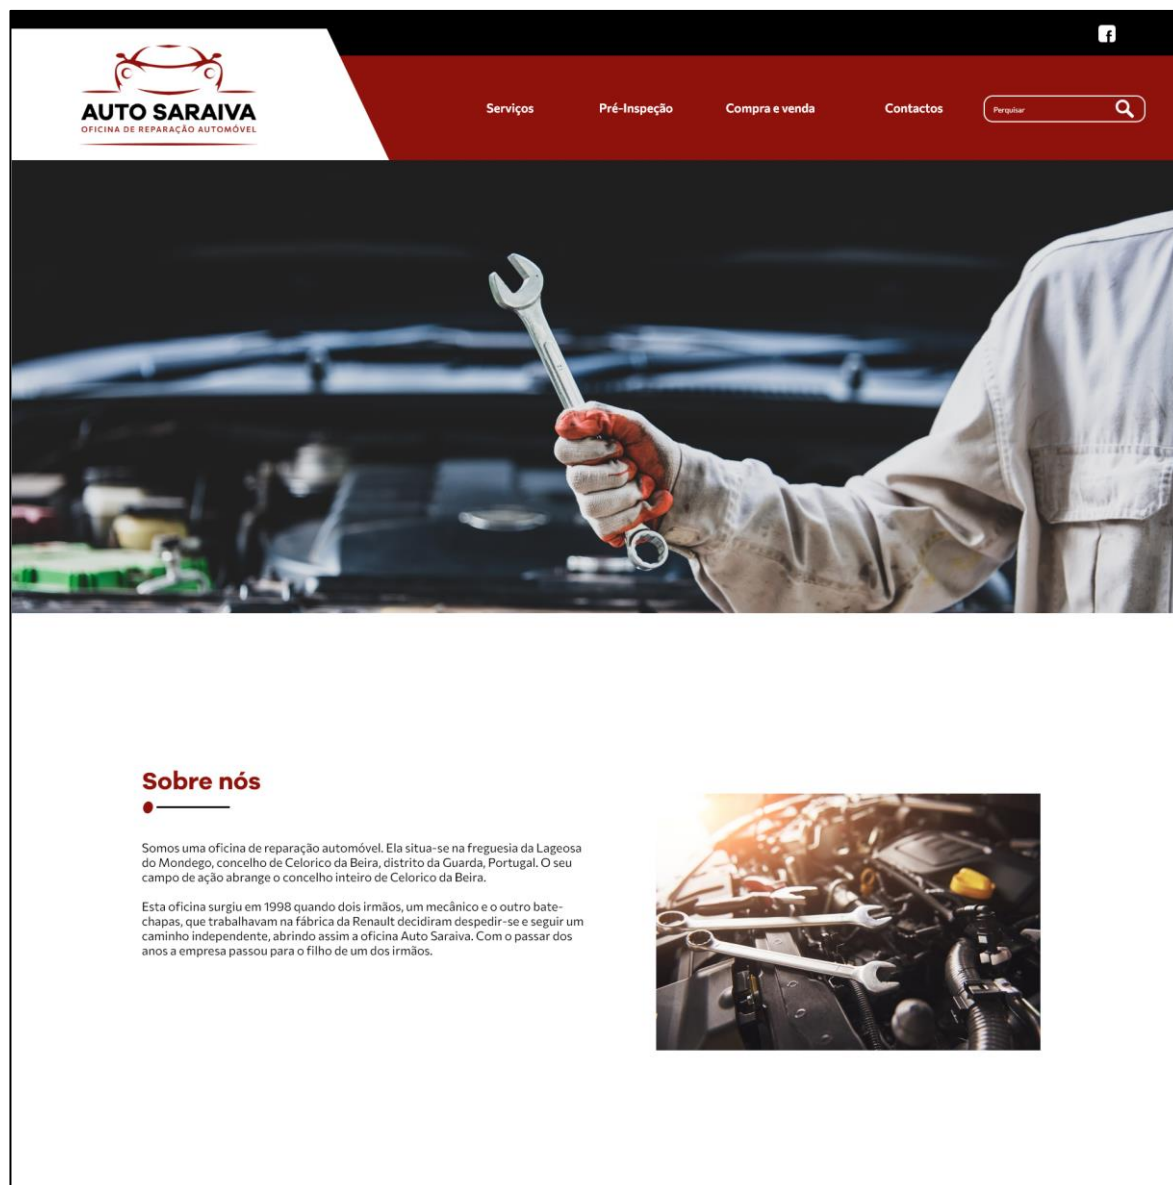 AUTO SARAIVA
OFICINA DE REPARAÇÃO AUTOMÓVEL
Serviços
Pré-Inspeção
Compra e venda
Contactos
Perquisar
Sobre nós
Somos uma oficina de reparação automóvel. Ela situa-se na freguesia da Lageosa
do Mondego, concelho de Celorico da Beira, distrito da Guarda, Portugal. O seu
campo de ação abrange o concelho inteiro de Celorico da Beira.
Esta oficina surgiu em 1998 quando dois irmãos, um mecânico e o outro bate-
chapas, que trabalhavam na fábrica da Renault decidiram despedir-se e seguir um
caminho independente, abrindo assim a oficina Auto Saraiva. Com o passar dos
anos a empresa passou para o filho de um dos irmãos.